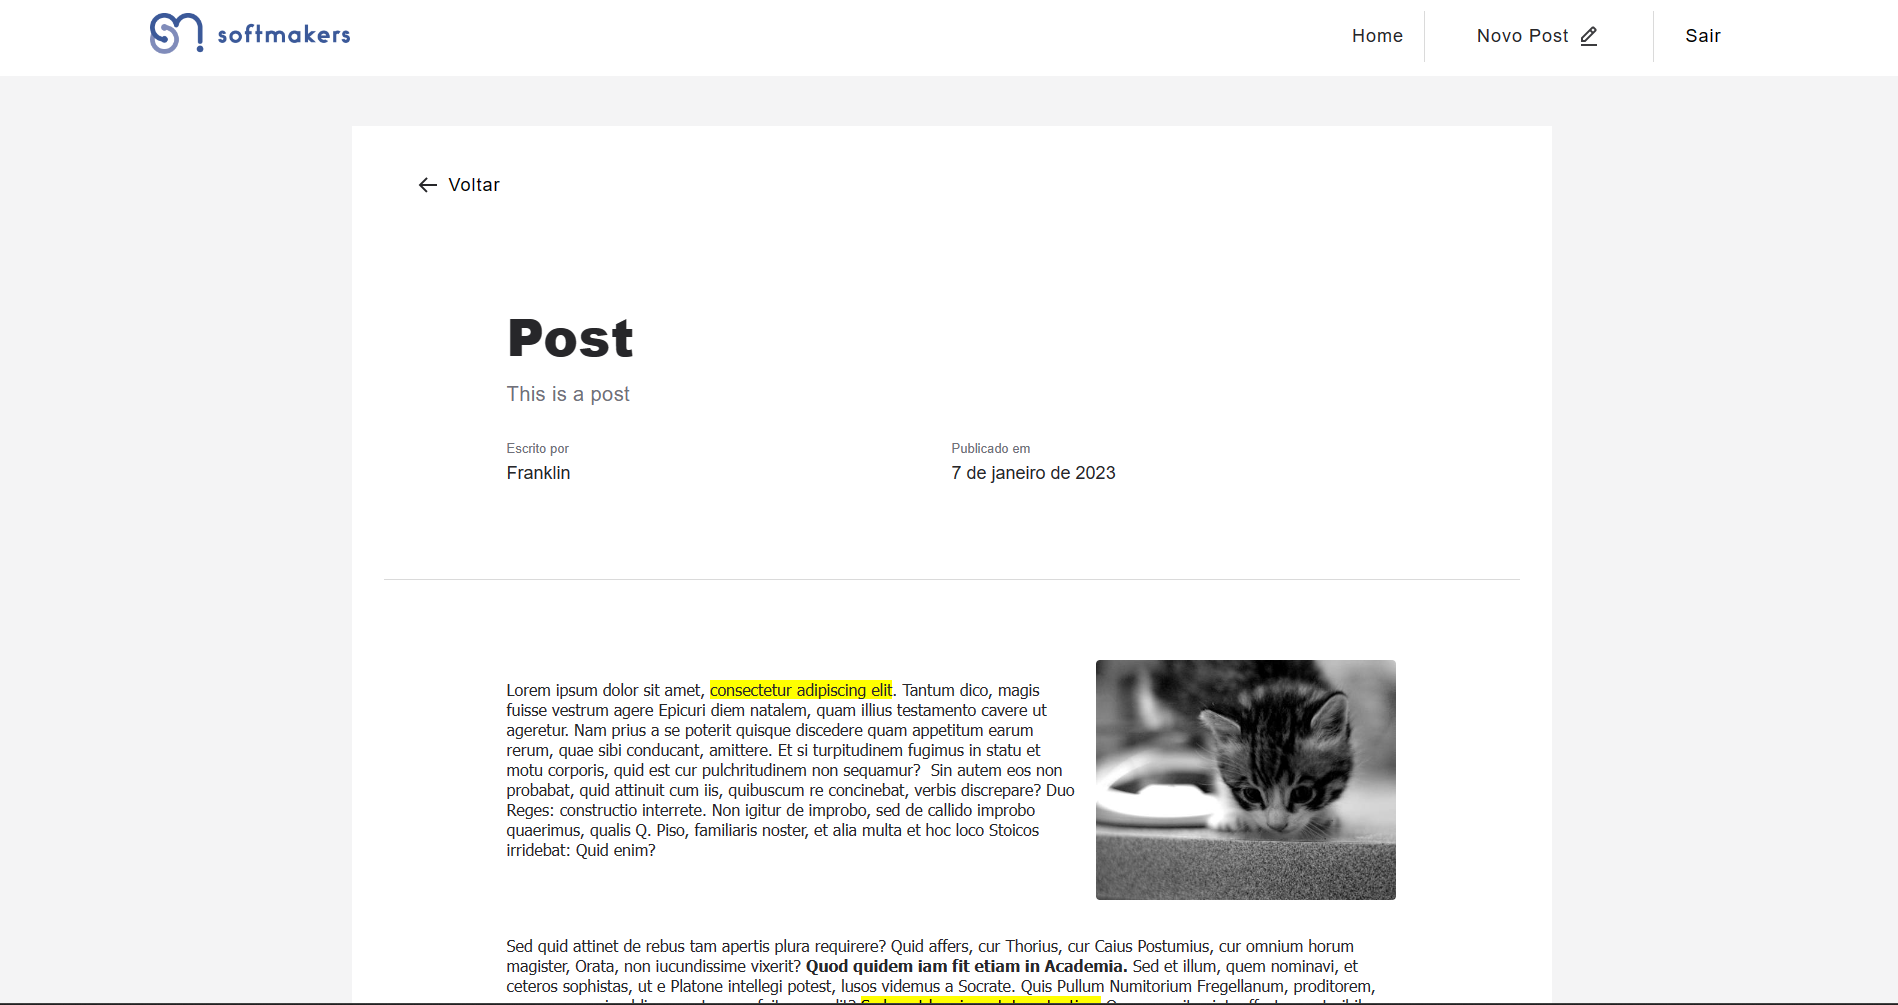 softmakers
Home
Novo Post
Sair
Voltar
Post
This is a post
Escrito por
Franklin
Publicado em
7 de janeiro de 2023
Lorem ipsum dolor sit amet, consectetur adipiscing elit. Tantum dico, magis
fuisse vestrum agere Epicuri diem natalem, quam illius testamento cavere ut
ageretur. Nam prius a se poterit quisque discedere quam appetitum earum
rerum, quae sibi conducant, amittere. Et si turpitudinem fugimus in statu et
motu corporis, quid est cur pulchritudinem non sequamur?  Sin autem eos non
probabat, quid attinuit cum iis, quibuscum re concinebat, verbis discrepare? Duo
Reges: constructio interrete. Non igitur de improbo, sed de callido improbo
quaerimus, qualis Q. Piso, familiaris noster, et alia multa et hoc loco Stoicos
irridebat: Quid enim?
Sed quid attinet de rebus tam apertis plura requirere? Quid affers, cur Thorius, cur Caius Postumius, cur omnium horum
magister, Orata, non iucundissime vixerit? Quod quidem iam fit etiam in Academia. Sed et illum, quem nominavi, et
ceteros sophistas, ut e Platone intellegi potest, lusos videmus a Socrate. Quis Pullum Numitorium Fregellanum, proditorem,